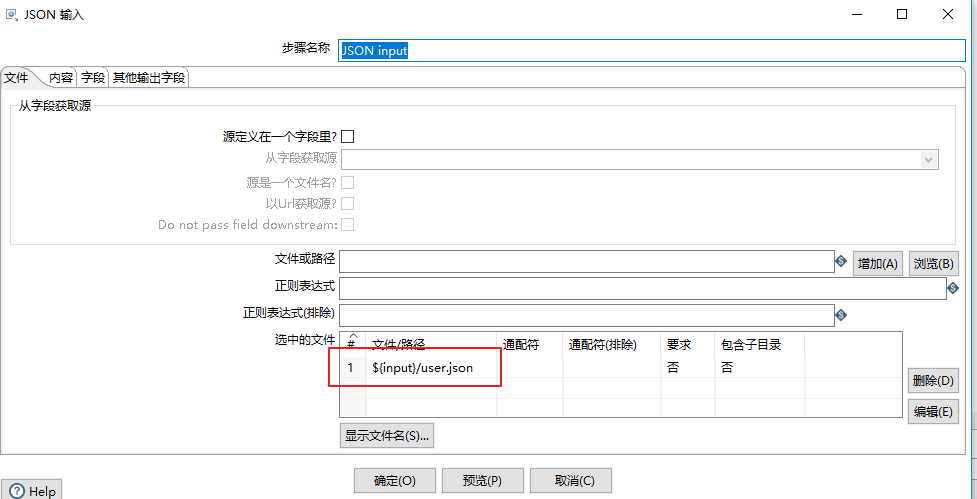 JSON 输入
步骤名称 JSON input
文件 内容 字段 其他输出字段
从字段获取源
源定义在一个字段里?
从字段获取源
源是一个文件名?
以Url获取源?
Do not pass field downstream:
文件或路径 增加(A) 浏览(B)
正则表达式
正则表达式(排除)
选中的文件 # 文件/路径 通配符 通配符(排除) 要求 包含子目录
1 ${input}/user.json 否 否
删除(D)
编辑(E)
显示文件名(S)...
确定(O) 预览(P) 取消(C)
Help